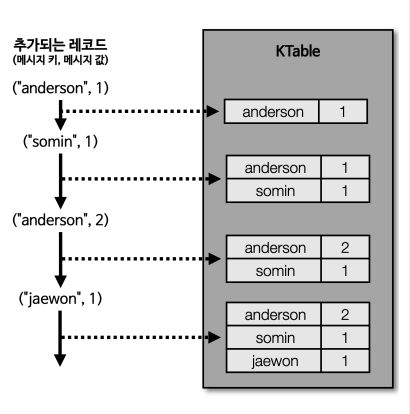 추가되는 레코드
(메시지 키, 메시지 값)
KTable
("anderson", 1)
anderson 1
("somin", 1)
anderson 1
somin 1
("anderson", 2)
anderson 2
somin 1
("jaewon", 1)
anderson 2
somin 1
jaewon 1